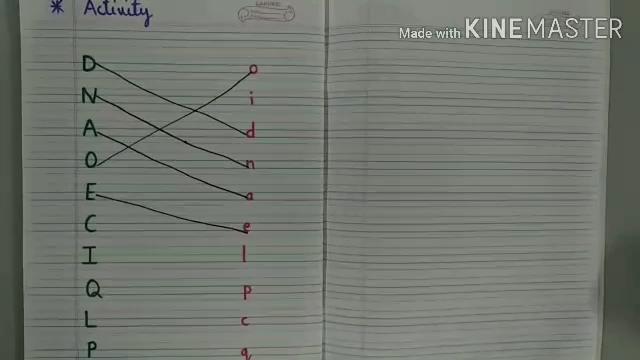 * Activity
Made with KINEMASTER
D o
N i
A d
O n
E a
C e
I l
Q p
L c
P q